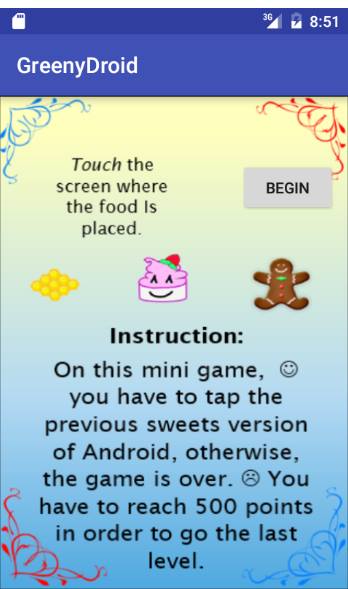 3G 8:51
GreenyDroid
Touch the
screen where
the food Is
placed.
BEGIN
Instruction:
On this mini game, ☺
you have to tap the
previous sweets version
of Android, otherwise,
the game is over. ☹ You
have to reach 500 points
in order to go the last
level.